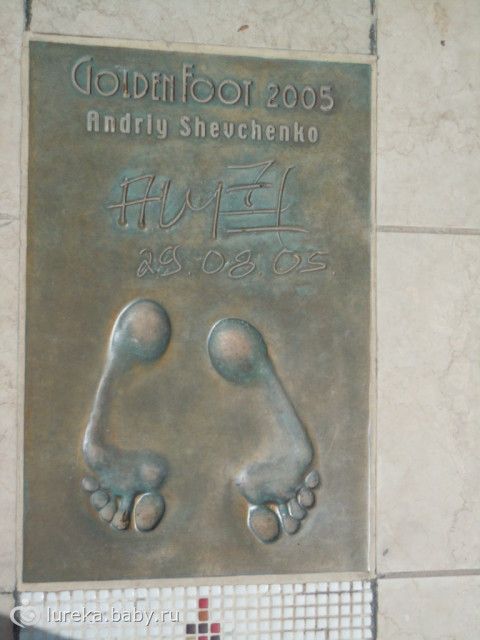 GOLDEN FOOT 2005
Andriy Shevchenko
29.08.05.
lureka.baby.ru